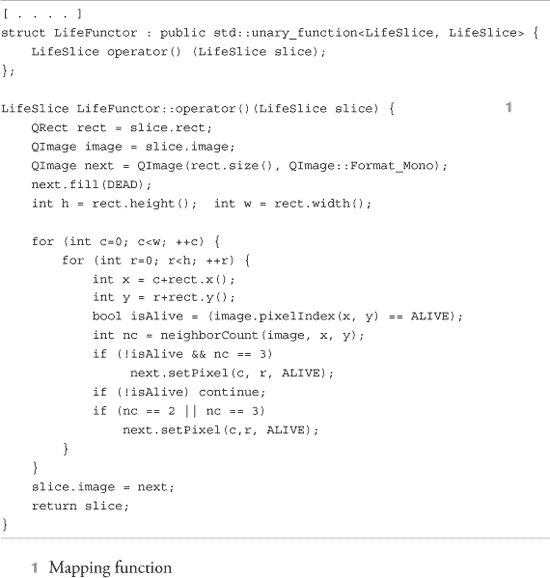 [ . . . . ]
struct LifeFunctor : public std::unary_function<LifeSlice, LifeSlice> {
    LifeSlice operator() (LifeSlice slice);
};

LifeSlice LifeFunctor::operator()(LifeSlice slice) {                    1
    QRect rect = slice.rect;
    QImage image = slice.image;
    QImage next = QImage(rect.size(), QImage::Format_Mono);
    next.fill(DEAD);
    int h = rect.height();  int w = rect.width();

    for (int c=0; c<w; ++c) {
        for (int r=0; r<h; ++r) {
            int x = c+rect.x();
            int y = r+rect.y();
            bool isAlive = (image.pixelIndex(x, y) == ALIVE);
            int nc = neighborCount(image, x, y);
            if (!isAlive && nc == 3)
                 next.setPixel(c, r, ALIVE);
            if (!isAlive) continue;
            if (nc == 2 || nc == 3)
                next.setPixel(c,r, ALIVE);
        }
    }
    slice.image = next;
    return slice;
}
1 Mapping function